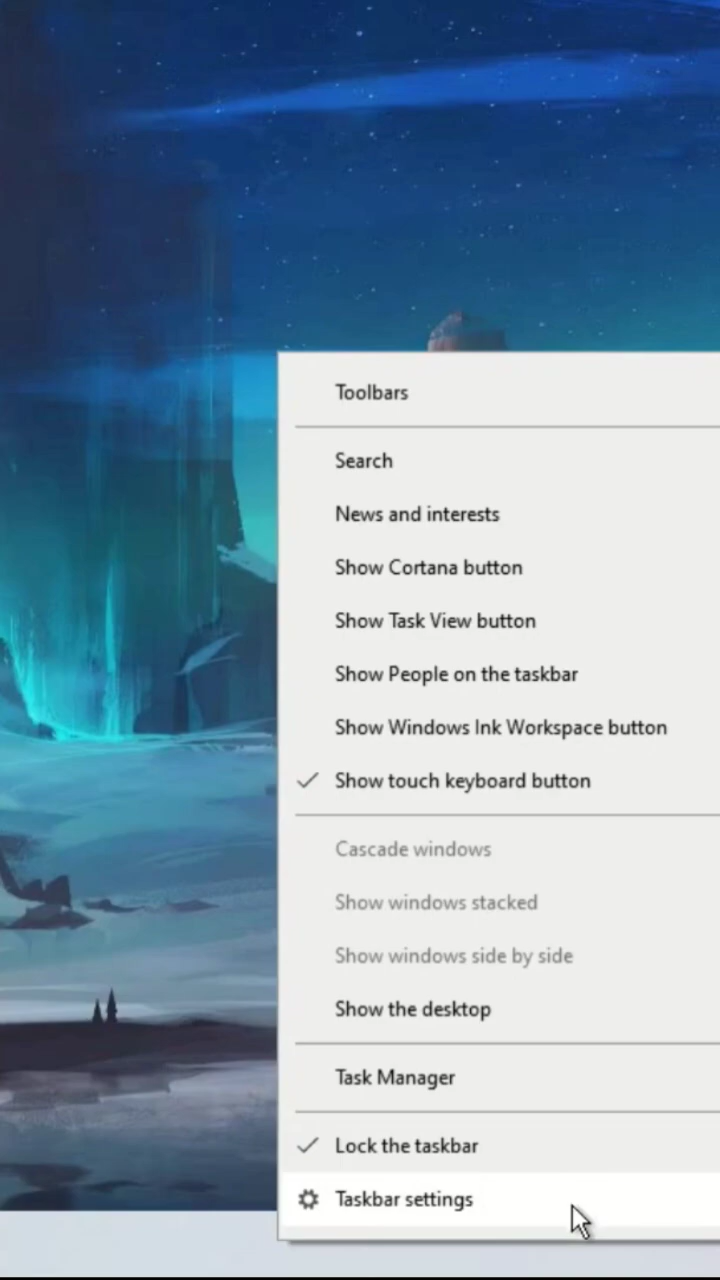 Toolbars
Search
News and interests
Show Cortana button
Show Task View button
Show People on the taskbar
Show Windows Ink Workspace button
Show touch keyboard button
Cascade windows
Show windows stacked
Show windows side by side
Show the desktop
Task Manager
Lock the taskbar
Taskbar settings